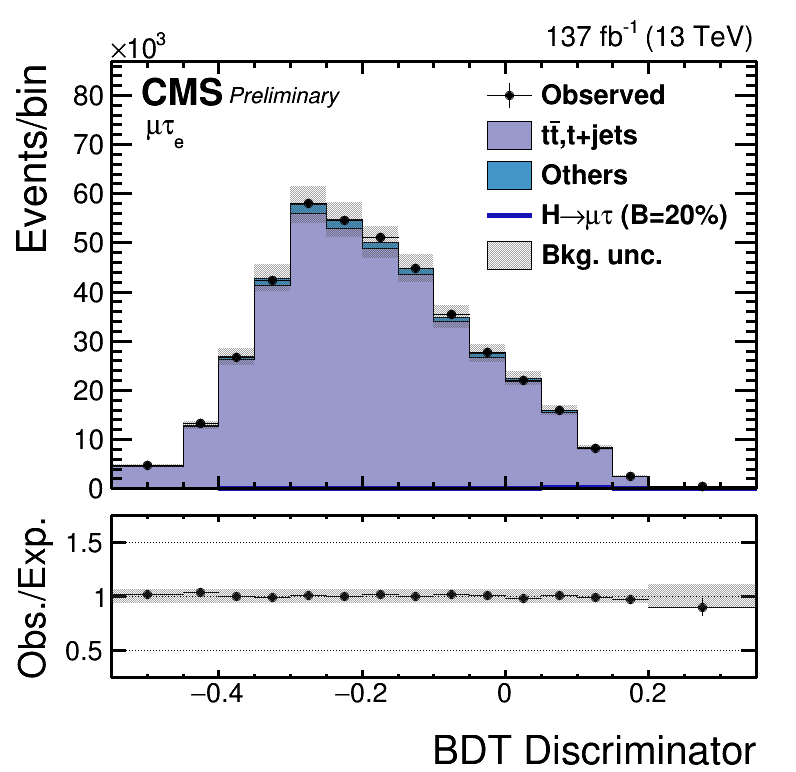 ×10³
137 fb⁻¹ (13 TeV)
Events/bin
80
70
60
50
40
30
20
10
0
CMS Preliminary
μτₑ
Observed
tt̄,t+jets
Others
H→μτ (B=20%)
Bkg. unc.
Obs./Exp.
1.5
1
0.5
−0.4
−0.2
0
0.2
BDT Discriminator